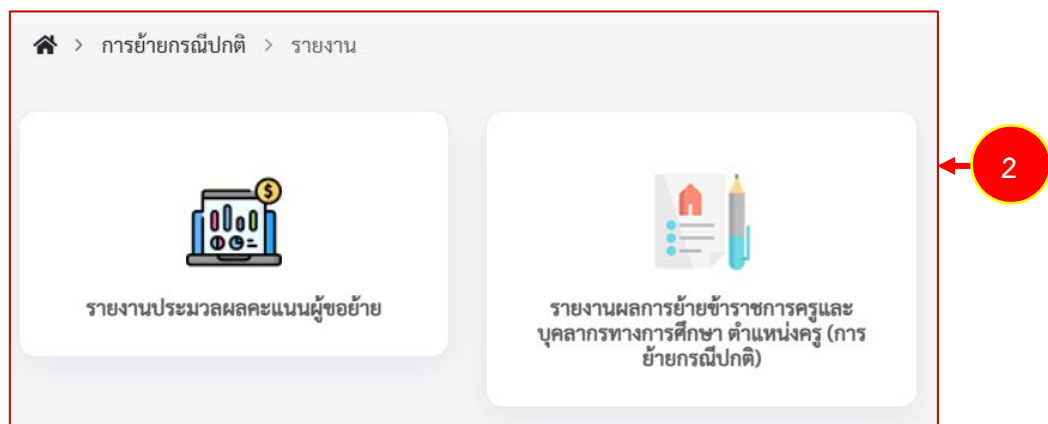 > การย้ายกรณีปกติ > รายงาน
2
รายงานประมวลผลคะแนนผู้ขอย้าย
รายงานผลการย้ายข้าราชการครูและ
บุคลากรทางการศึกษา ตำแหน่งครู (การ
ย้ายกรณีปกติ)